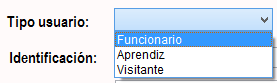 Tipo usuario:
Funcionario
Aprendiz
Identificación:
Visitante